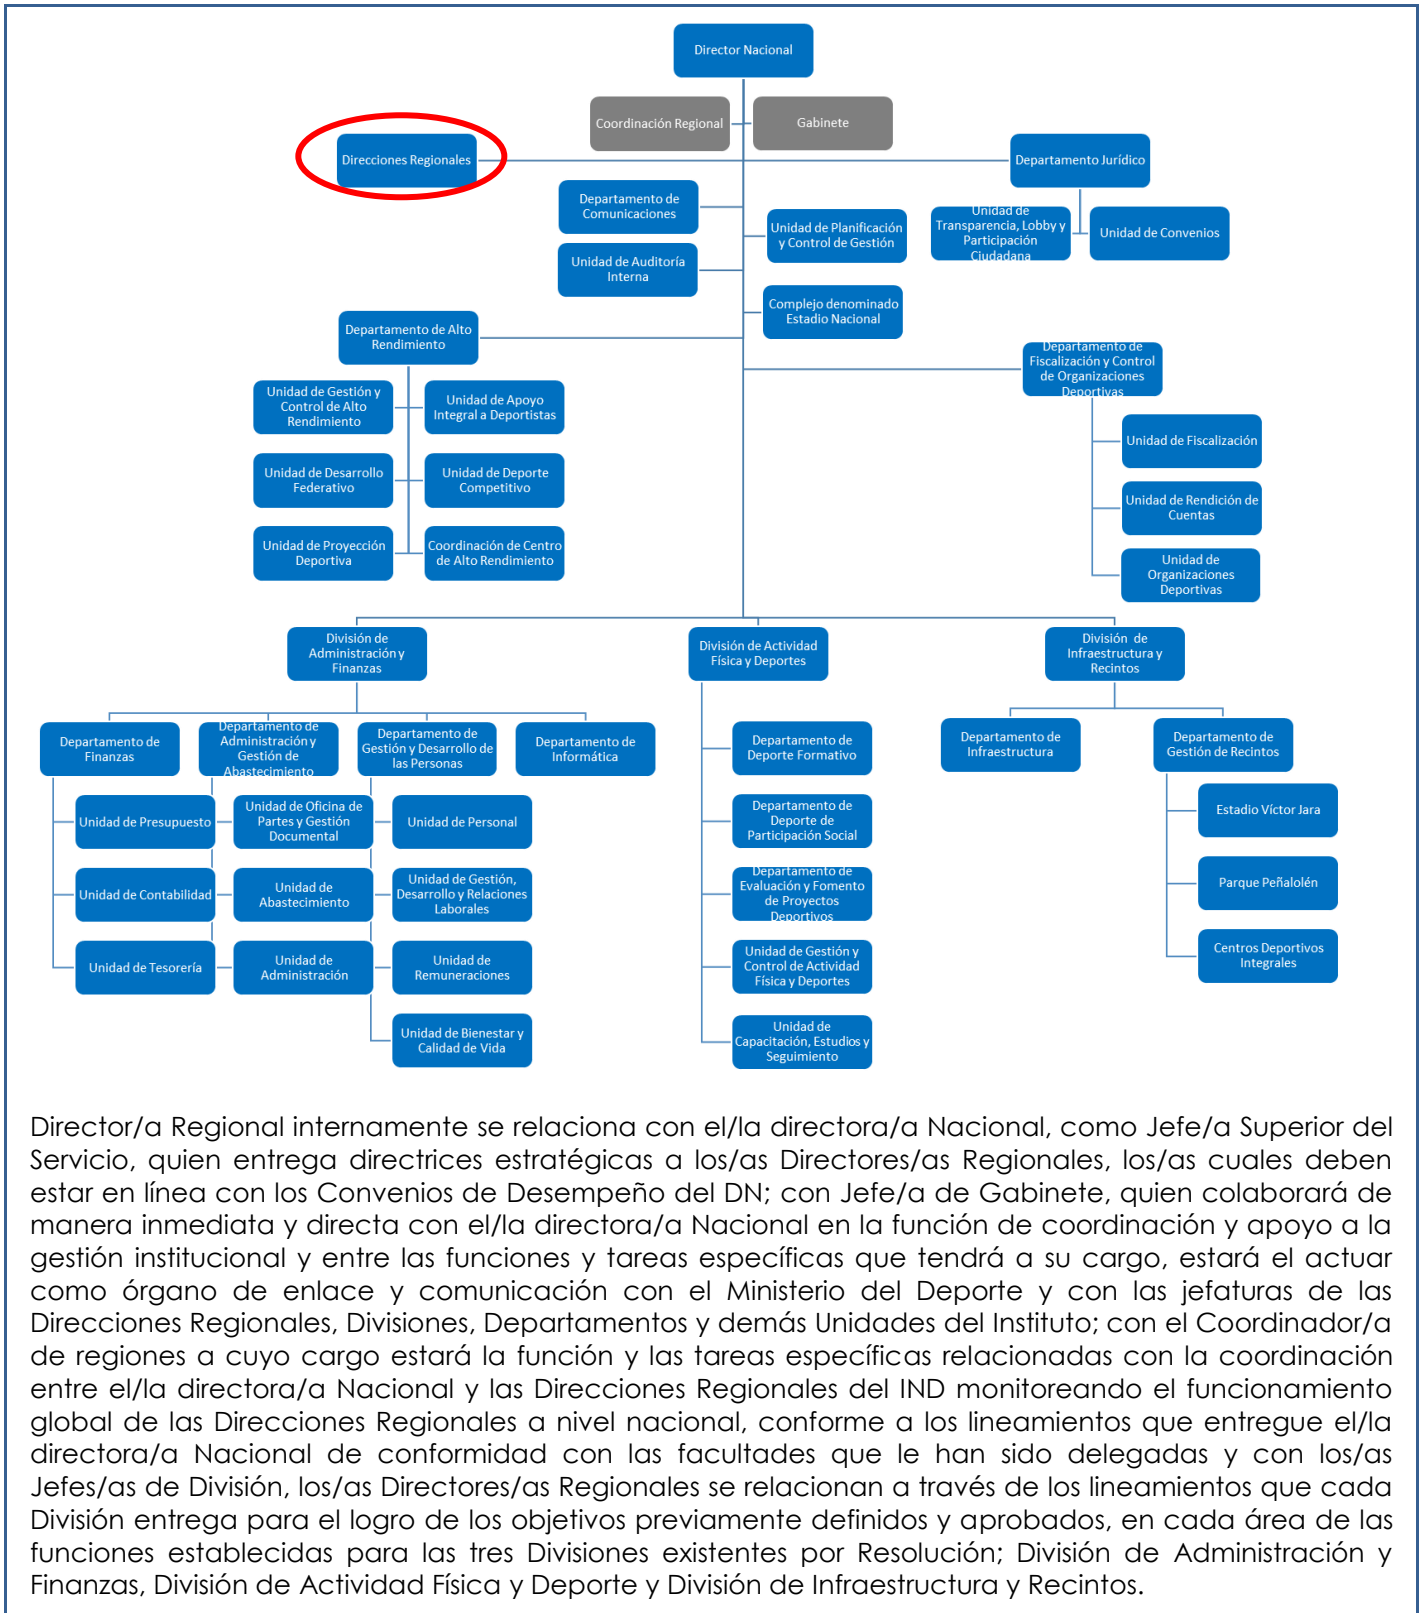 Director Nacional
Coordinación Regional
Gabinete
Direcciones Regionales
Departamento Jurídico
Departamento de
Comunicaciones
Unidad de Planificación
y Control de Gestión
Unidad de
Transparencia, Lobby y
Participación
Ciudadana
Unidad de Convenios
Unidad de Auditoría
Interna
Complejo denominado
Estadio Nacional
Departamento de Alto
Rendimiento
Departamento de
Fiscalización y Control
de Organizaciones
Deportivas
Unidad de Gestión y
Control de Alto
Rendimiento
Unidad de Apoyo
Integral a Deportistas
Unidad de Fiscalización
Unidad de Desarrollo
Federativo
Unidad de Deporte
Competitivo
Unidad de Rendición de
Cuentas
Unidad de Proyección
Deportiva
Coordinación de Centro
de Alto Rendimiento
Unidad de
Organizaciones
Deportivas
División de
Administración y
Finanzas
División de Actividad
Física y Deportes
División de
Infraestructura y
Recintos
Departamento de
Finanzas
Departamento de
Administración y
Gestión de
Abastecimiento
Departamento de
Gestión y Desarrollo de
las Personas
Departamento de
Informática
Departamento de
Deporte Formativo
Departamento de
Infraestructura
Departamento de
Gestión de Recintos
Unidad de Presupuesto
Unidad de Oficina de
Partes y Gestión
Documental
Unidad de Personal
Departamento de
Deporte de
Participación Social
Estadio Víctor Jara
Unidad de Contabilidad
Unidad de
Abastecimiento
Unidad de Gestión,
Desarrollo y Relaciones
Laborales
Departamento de
Evaluación y Fomento
de Proyectos
Deportivos
Parque Peñalolén
Unidad de Tesorería
Unidad de
Administración
Unidad de
Remuneraciones
Unidad de Gestión y
Control de Actividad
Física y Deportes
Centros Deportivos
Integrales
Unidad de Bienestar y
Calidad de Vida
Unidad de
Capacitación, Estudios y
Seguimiento
Director/a Regional internamente se relaciona con el/la directora/a Nacional, como Jefe/a Superior del
Servicio, quien entrega directrices estratégicas a los/as Directores/as Regionales, los/as cuales deben
estar en línea con los Convenios de Desempeño del DN; con Jefe/a de Gabinete, quien colaborará de
manera inmediata y directa con el/la directora/a Nacional en la función de coordinación y apoyo a la
gestión institucional y entre las funciones y tareas específicas que tendrá a su cargo, estará el actuar
como órgano de enlace y comunicación con el Ministerio del Deporte y con las jefaturas de las
Direcciones Regionales, Divisiones, Departamentos y demás Unidades del Instituto; con el Coordinador/a
de regiones a cuyo cargo estará la función y las tareas específicas relacionadas con la coordinación
entre el/la directora/a Nacional y las Direcciones Regionales del IND monitoreando el funcionamiento
global de las Direcciones Regionales a nivel nacional, conforme a los lineamientos que entregue el/la
directora/a Nacional de conformidad con las facultades que le han sido delegadas y con los/as
Jefes/as de División, los/as Directores/as Regionales se relacionan a través de los lineamientos que cada
División entrega para el logro de los objetivos previamente definidos y aprobados, en cada área de las
funciones establecidas para las tres Divisiones existentes por Resolución; División de Administración y
Finanzas, División de Actividad Física y Deporte y División de Infraestructura y Recintos.